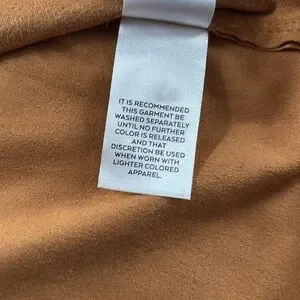 IT IS RECOMMENDED
THIS GARMENT BE
WASHED SEPARATELY
UNTIL NO FURTHER
COLOR IS RELEASED
AND THAT
DISCRETION BE USED
WHEN WORN WITH
LIGHTER COLORED
APPAREL.